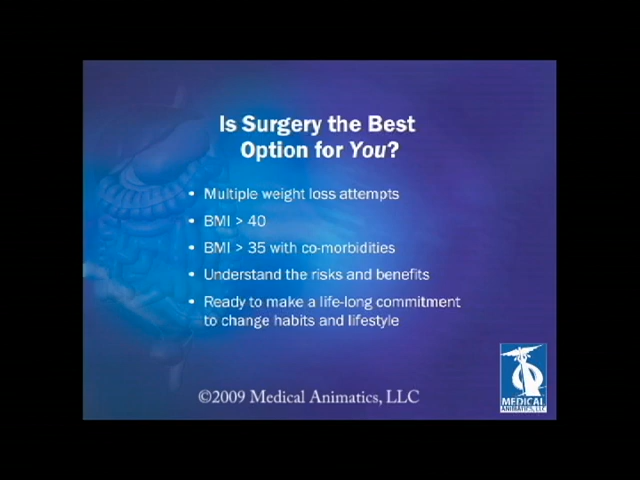 Is Surgery the Best
Option for You?
• Multiple weight loss attempts
• BMI > 40
• BMI > 35 with co-morbidities
• Understand the risks and benefits
• Ready to make a life-long commitment
to change habits and lifestyle
©2009 Medical Animatics, LLC
MEDICAL
ANIMATICS, LLC